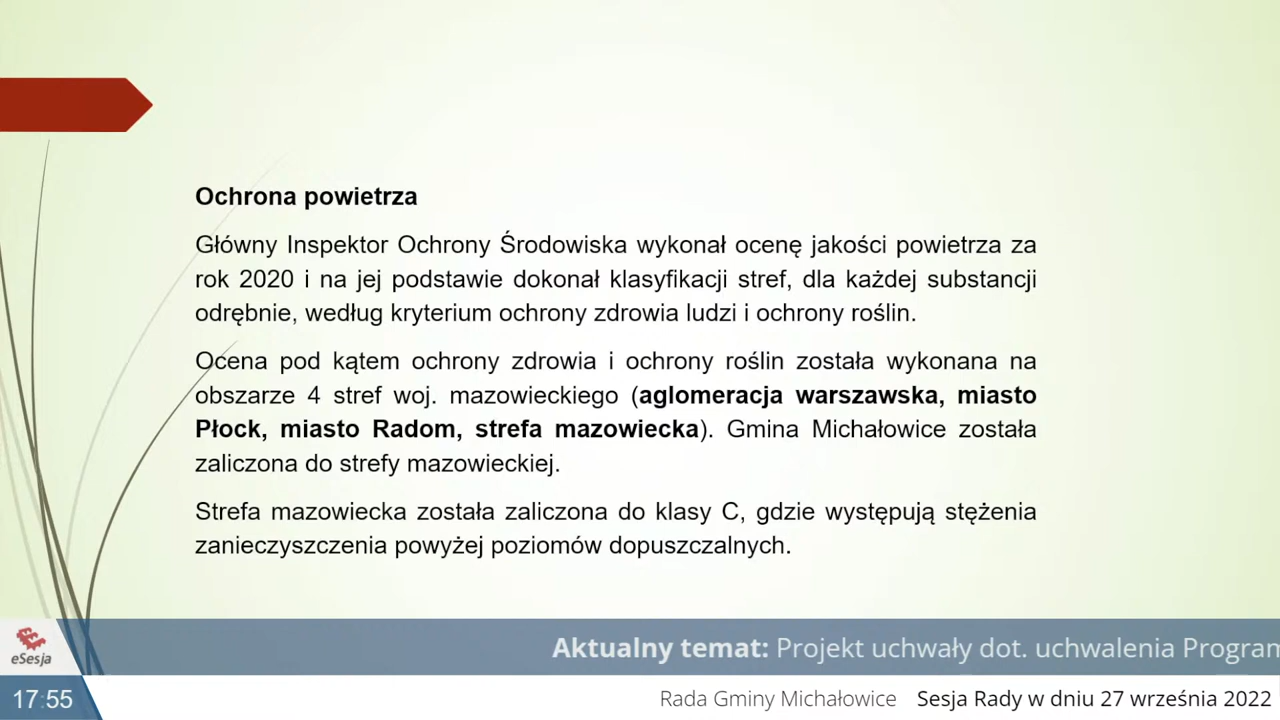 Ochrona powietrza
Główny Inspektor Ochrony Środowiska wykonał ocenę jakości powietrza za
rok 2020 i na jej podstawie dokonał klasyfikacji stref, dla każdej substancji
odrębnie, według kryterium ochrony zdrowia ludzi i ochrony roślin.
Ocena pod kątem ochrony zdrowia i ochrony roślin została wykonana na
obszarze 4 stref woj. mazowieckiego (aglomeracja warszawska, miasto
Płock, miasto Radom, strefa mazowiecka). Gmina Michałowice została
zaliczona do strefy mazowieckiej.
Strefa mazowiecka została zaliczona do klasy C, gdzie występują stężenia
zanieczyszczenia powyżej poziomów dopuszczalnych.
eSesja
Aktualny temat: Projekt uchwały dot. uchwalenia Program
17:55
Rada Gminy Michałowice Sesja Rady w dniu 27 września 2022